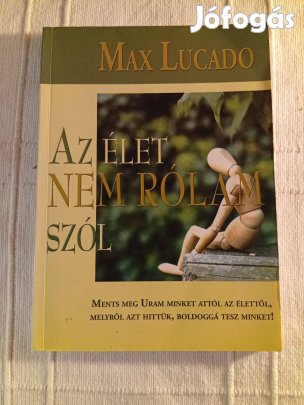 Jófogás
MAX LUCADO
AZ ÉLET
NEM RÓLAM
SZÓL
MENTS MEG URAM MINKET ATTÓL AZ ÉLETTŐL,
MELYRŐL AZT HITTÜK, BOLDOGGÁ TESZ MINKET!